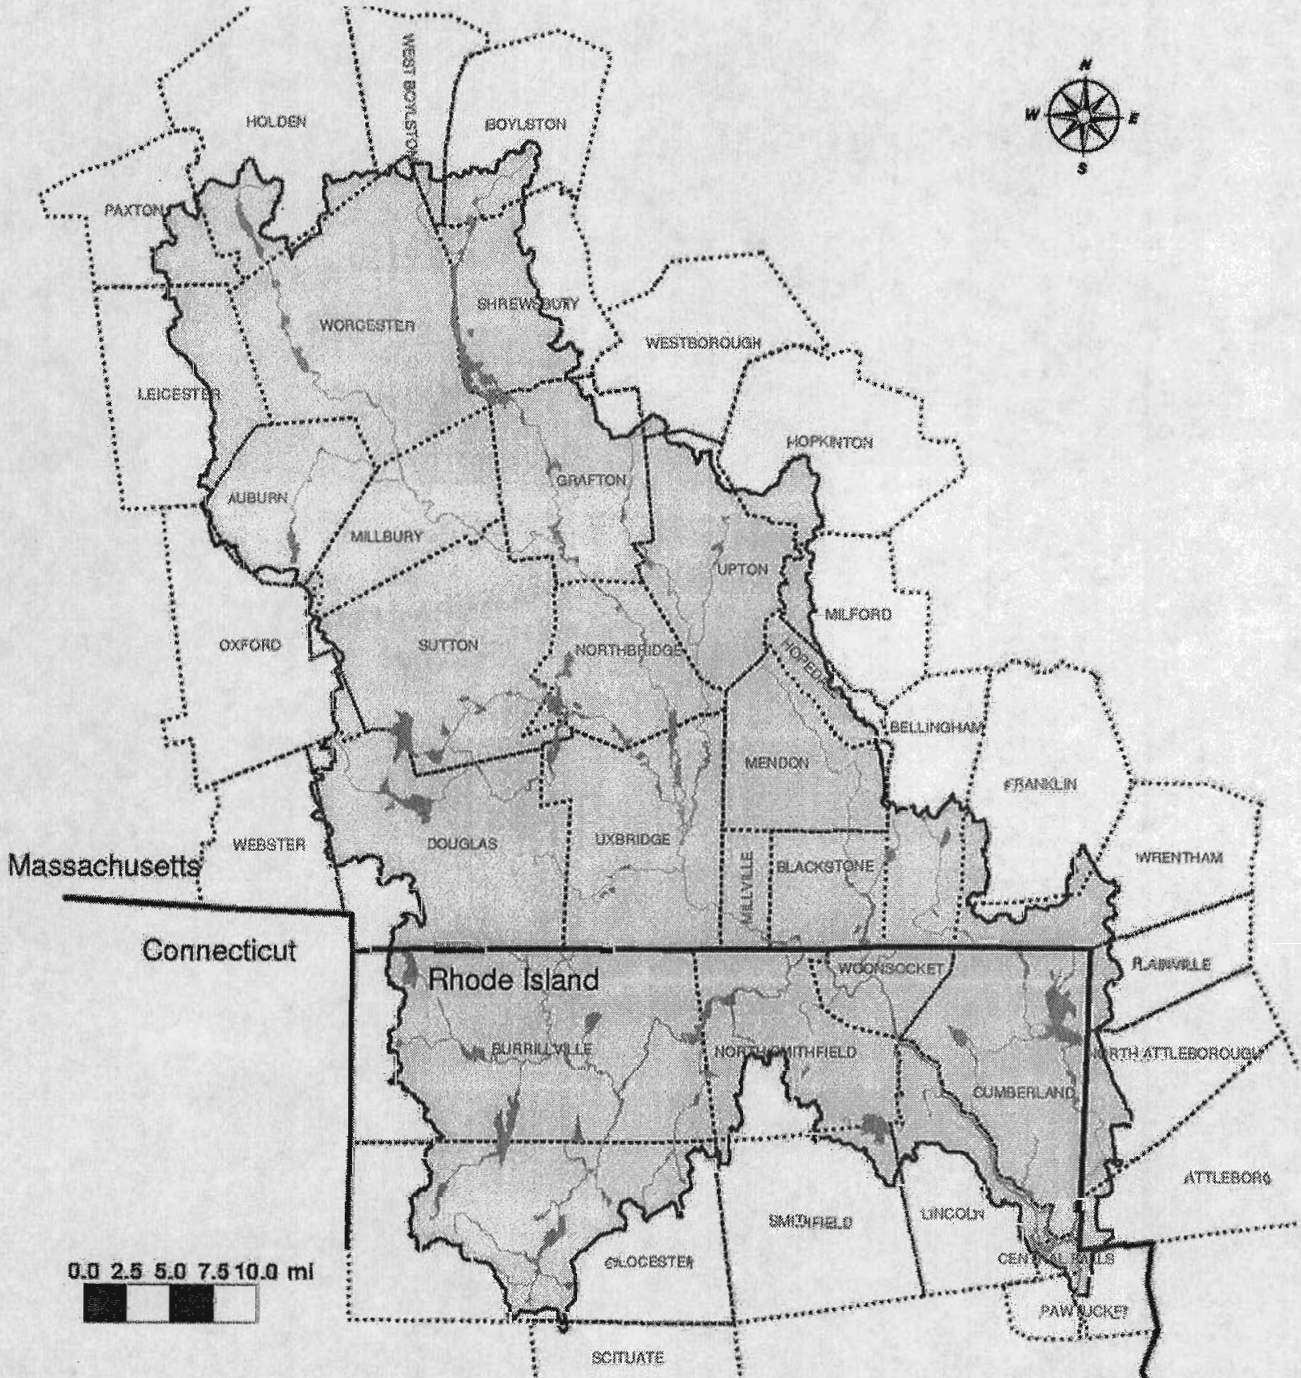 N
W E
S
WEST BOYLSTON
HOLDEN
BOYLSTON
PAXTON
SHREWSBURY
WORCESTER
WESTBOROUGH
LEICESTER
HOPKINTON
GRAFTON
AUBURN
MILLBURY
UPTON
MILFORD
OXFORD
SUTTON
NORTHBRIDGE
HOPEDALE
BELLINGHAM
MENDON
FRANKLIN
WEBSTER
DOUGLAS
UXBRIDGE
MILLVILLE
BLACKSTONE
WRENTHAM
Massachusetts
Connecticut
Rhode Island
WOONSOCKET
PLAINVILLE
BURRILLVILLE
NORTH SMITHFIELD
NORTH ATTLEBOROUGH
CUMBERLAND
ATTLEBORO
SMITHFIELD
LINCOLN
GLOCESTER
CENTRAL FALLS
0.0 2.5 5.0 7.5 10.0 mi
PAWTUCKET
SCITUATE